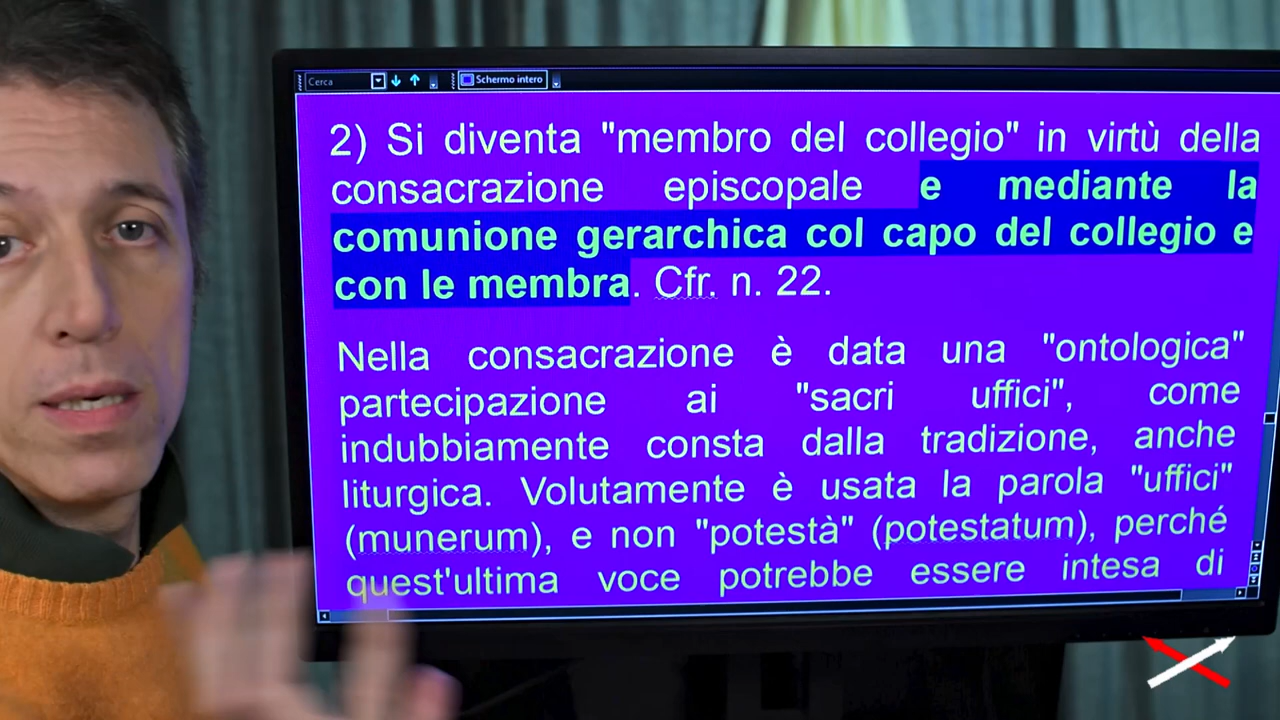 Cerca
Schermo intero
2) Si diventa "membro del collegio" in virtù della
consacrazione episcopale e mediante la
comunione gerarchica col capo del collegio e
con le membra. Cfr. n. 22.
Nella consacrazione è data una "ontologica"
partecipazione ai "sacri uffici", come
indubbiamente consta dalla tradizione, anche
liturgica. Volutamente è usata la parola "uffici"
(munerum), e non "potestà" (potestatum), perché
quest'ultima voce potrebbe essere intesa di